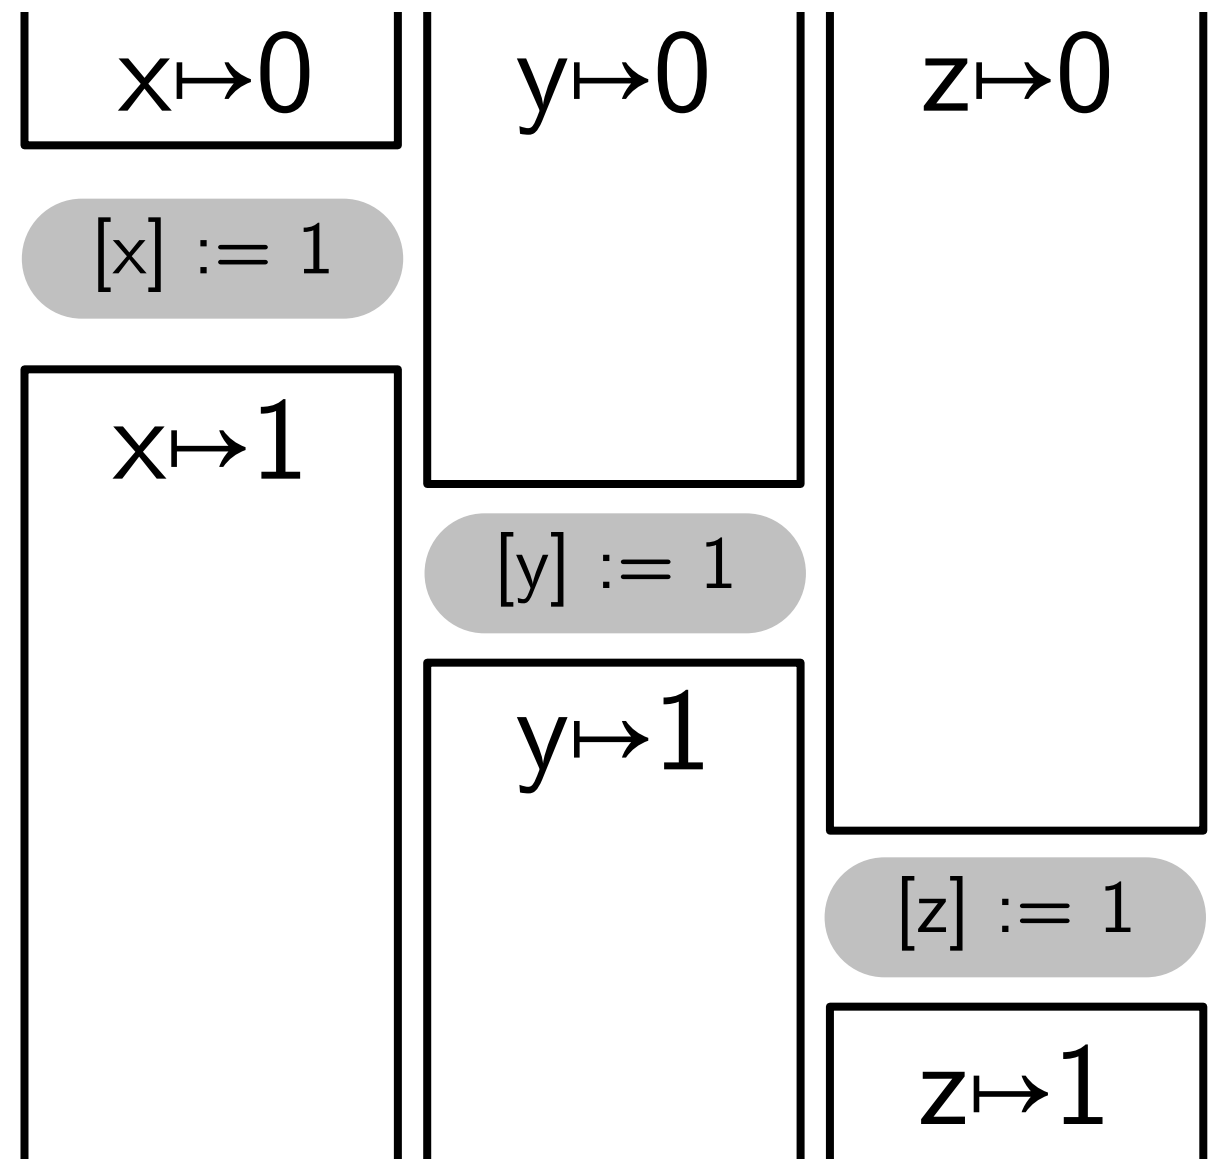 x↦0 y↦0 z↦0
[x] := 1
x↦1
[y] := 1
y↦1
[z] := 1
z↦1